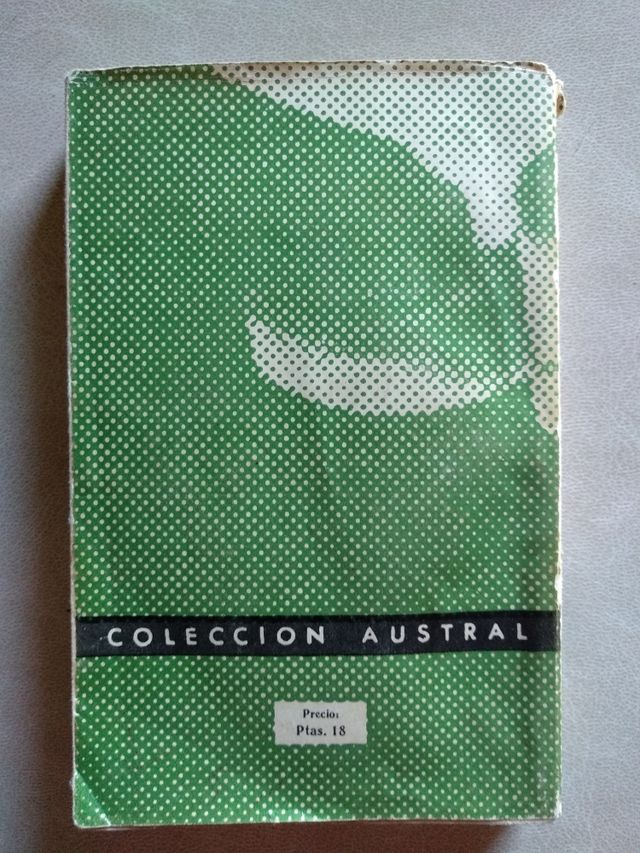 COLECCION AUSTRAL
Precio:
Ptas. 18